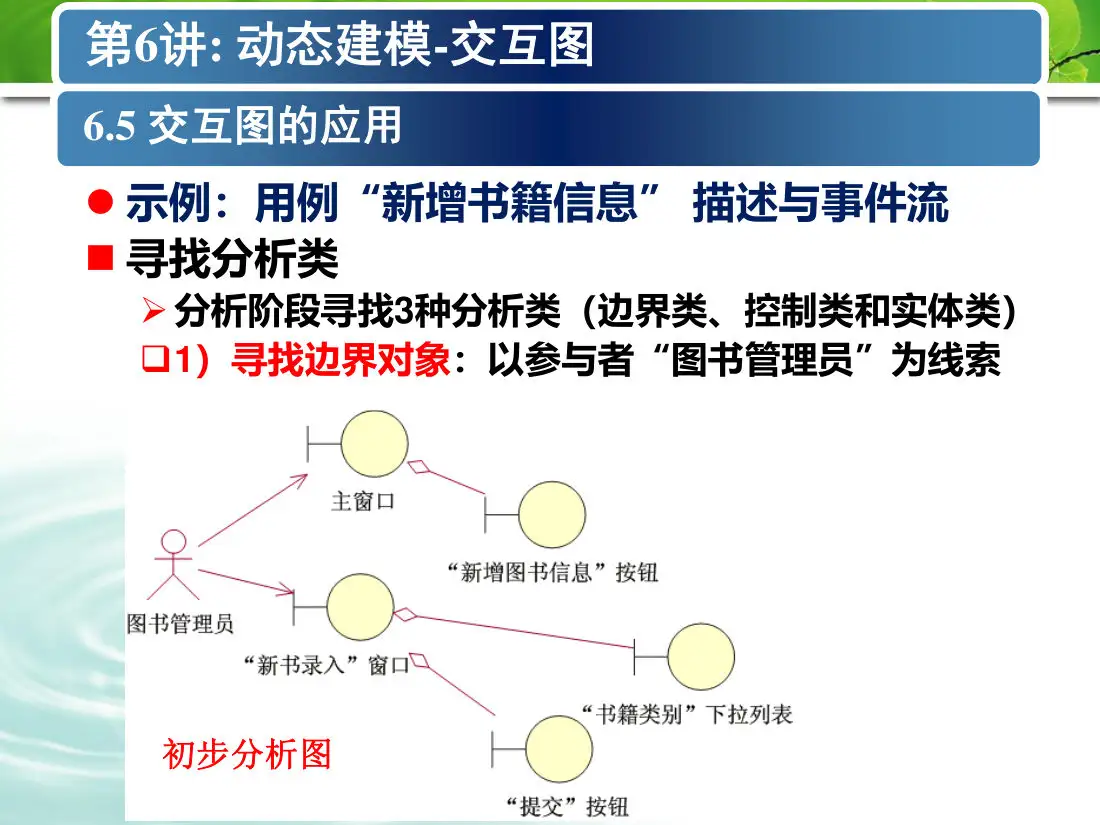 第6讲: 动态建模-交互图
6.5 交互图的应用
示例：用例“新增书籍信息” 描述与事件流
寻找分析类
分析阶段寻找3种分析类（边界类、控制类和实体类）
1）寻找边界对象：以参与者“图书管理员”为线索
主窗口
“新增图书信息”按钮
图书管理员
“新书录入”窗口
“书籍类别”下拉列表
初步分析图
“提交”按钮